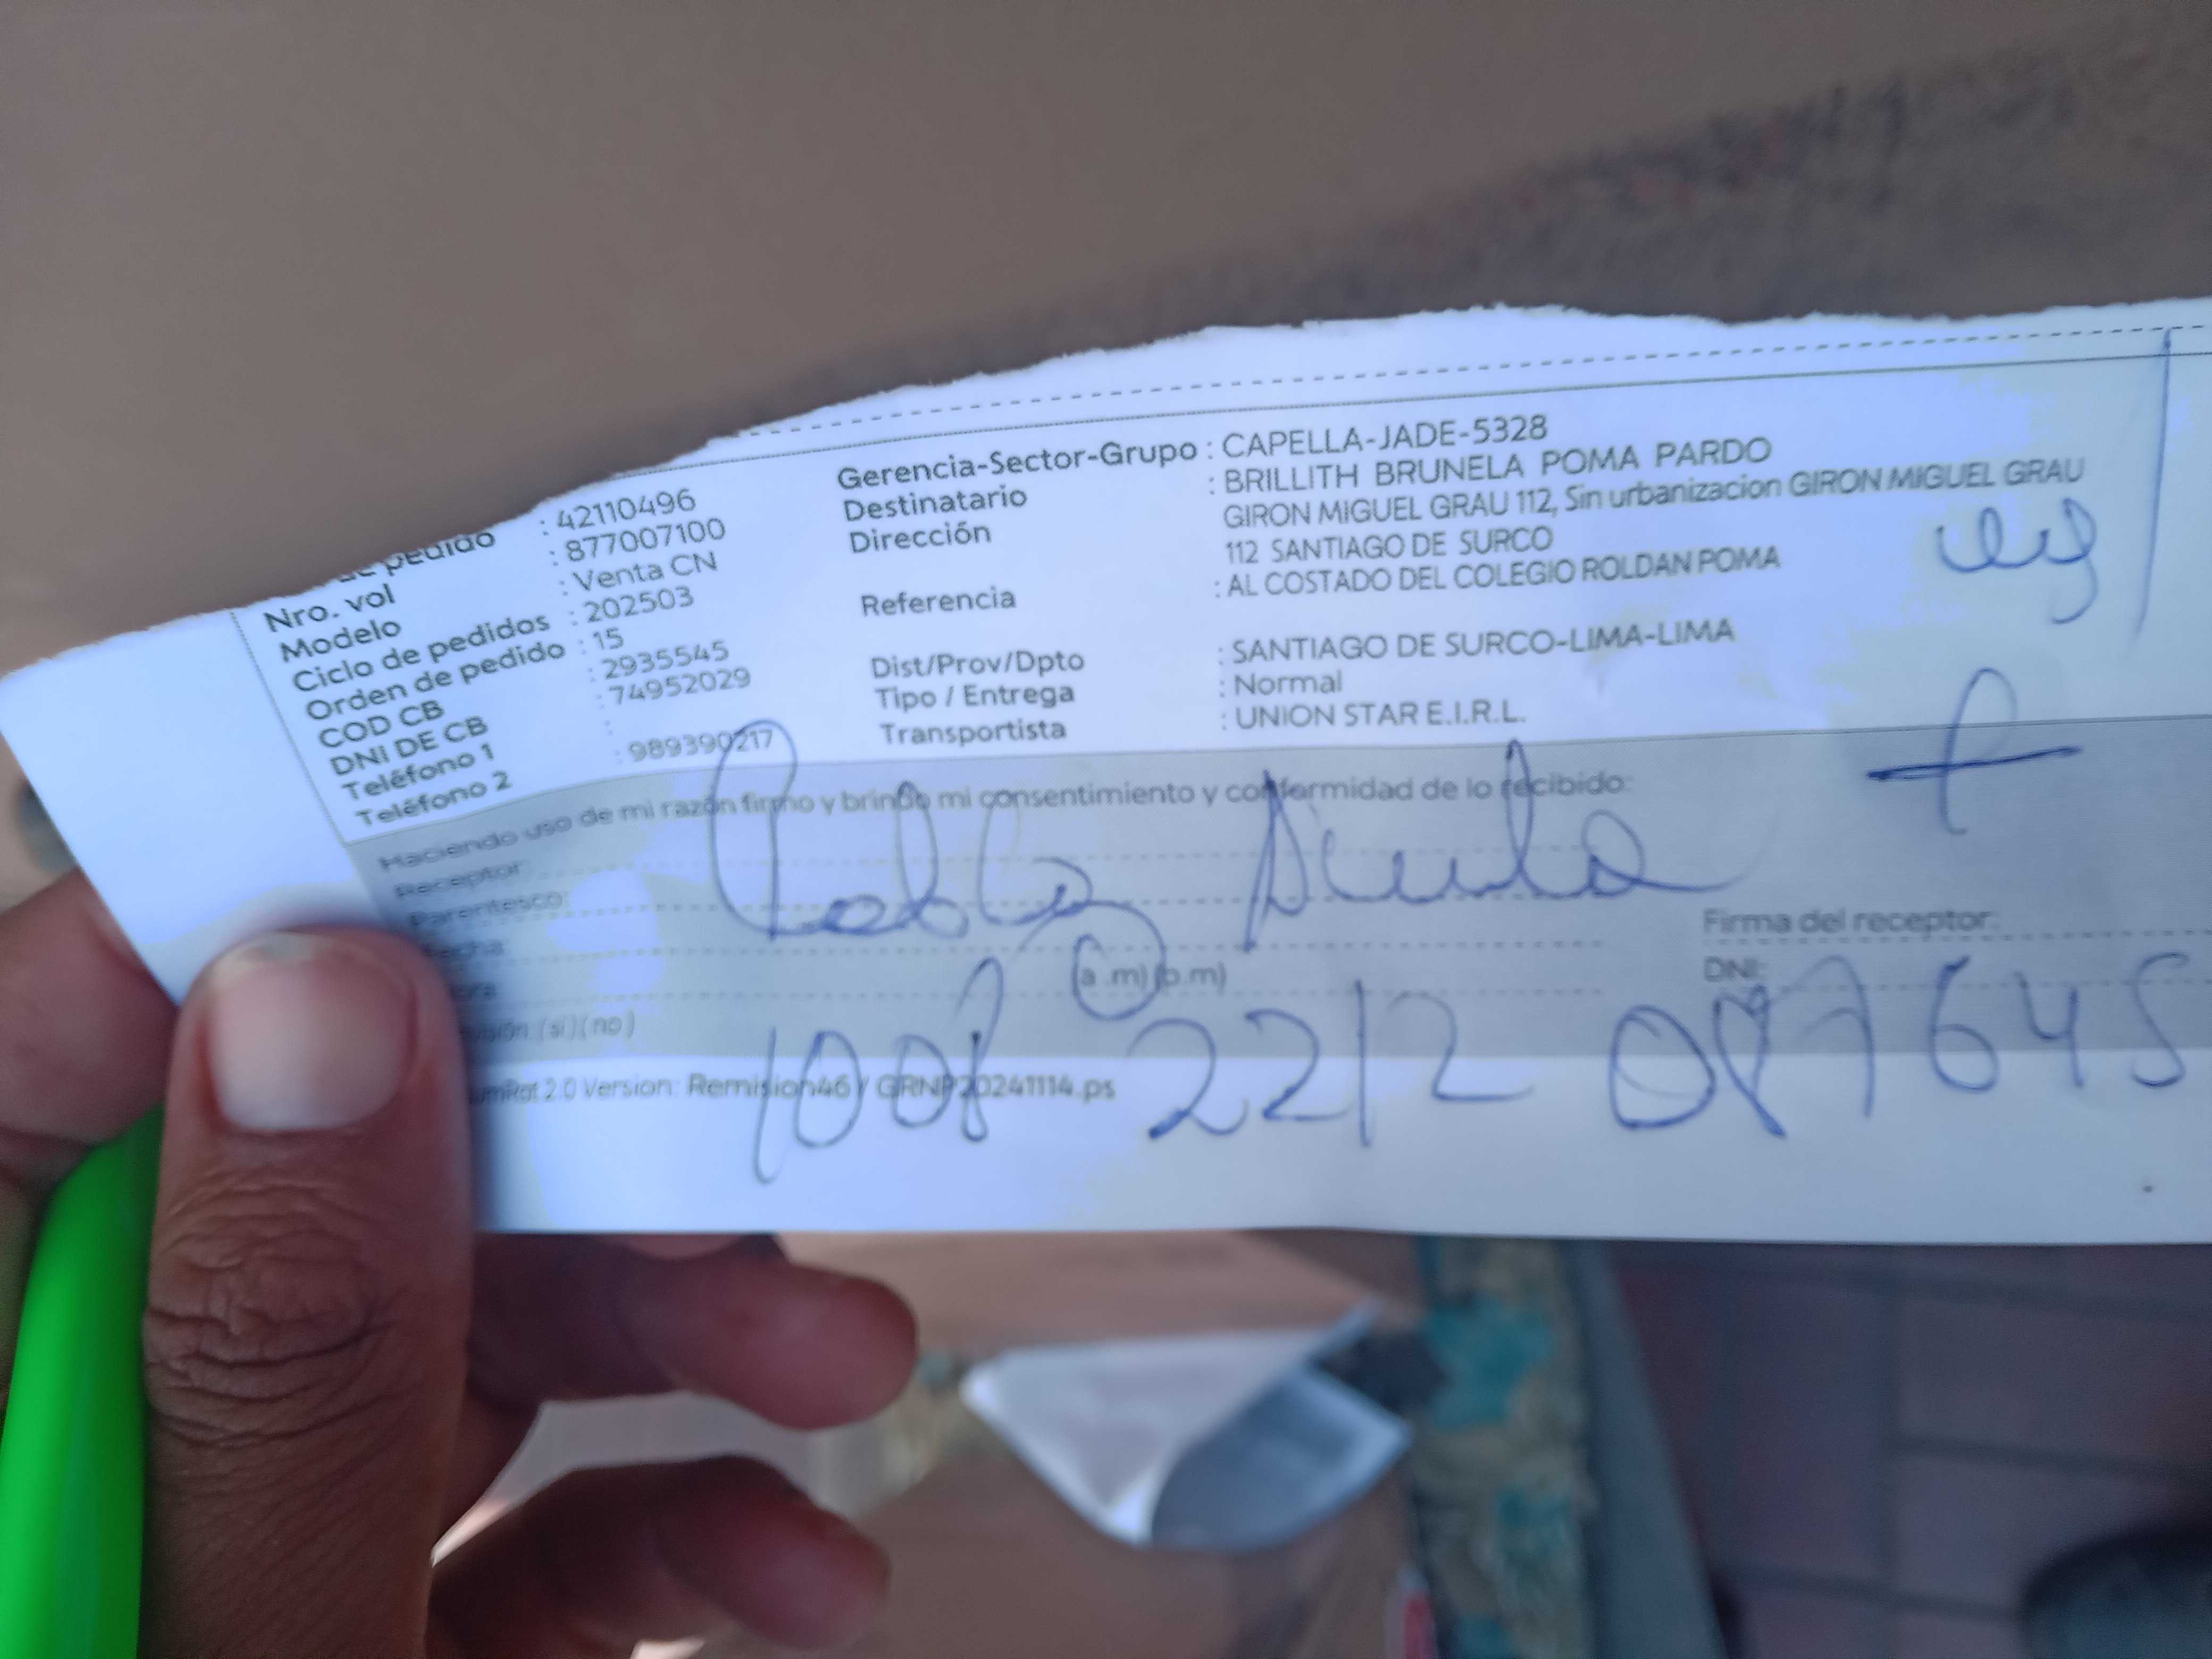 de pedido : 42110496
Nro. vol : 877007100
Modelo : Venta CN
Ciclo de pedidos : 202503
Orden de pedido : 15
COD CB : 2935545
DNI DE CB : 74952029
Teléfono 1 :
Teléfono 2 : 989390217
Gerencia-Sector-Grupo : CAPELLA-JADE-5328
Destinatario : BRILLITH BRUNELA POMA PARDO
Dirección GIRON MIGUEL GRAU 112, Sin urbanizacion GIRON MIGUEL GRAU
112 SANTIAGO DE SURCO
Referencia : AL COSTADO DEL COLEGIO ROLDAN POMA
Dist/Prov/Dpto : SANTIAGO DE SURCO-LIMA-LIMA
Tipo / Entrega : Normal
Transportista : UNION STAR E.I.R.L.
Haciendo uso de mi razón firmo y brindo mi consentimiento y conformidad de lo recibido:
Receptor:
Parentesco:
Firma del receptor:
(a.m) (p.m)
DNI:
(si) (no)
2212
2.0 Version: Remision46 / GRNP20241114.ps